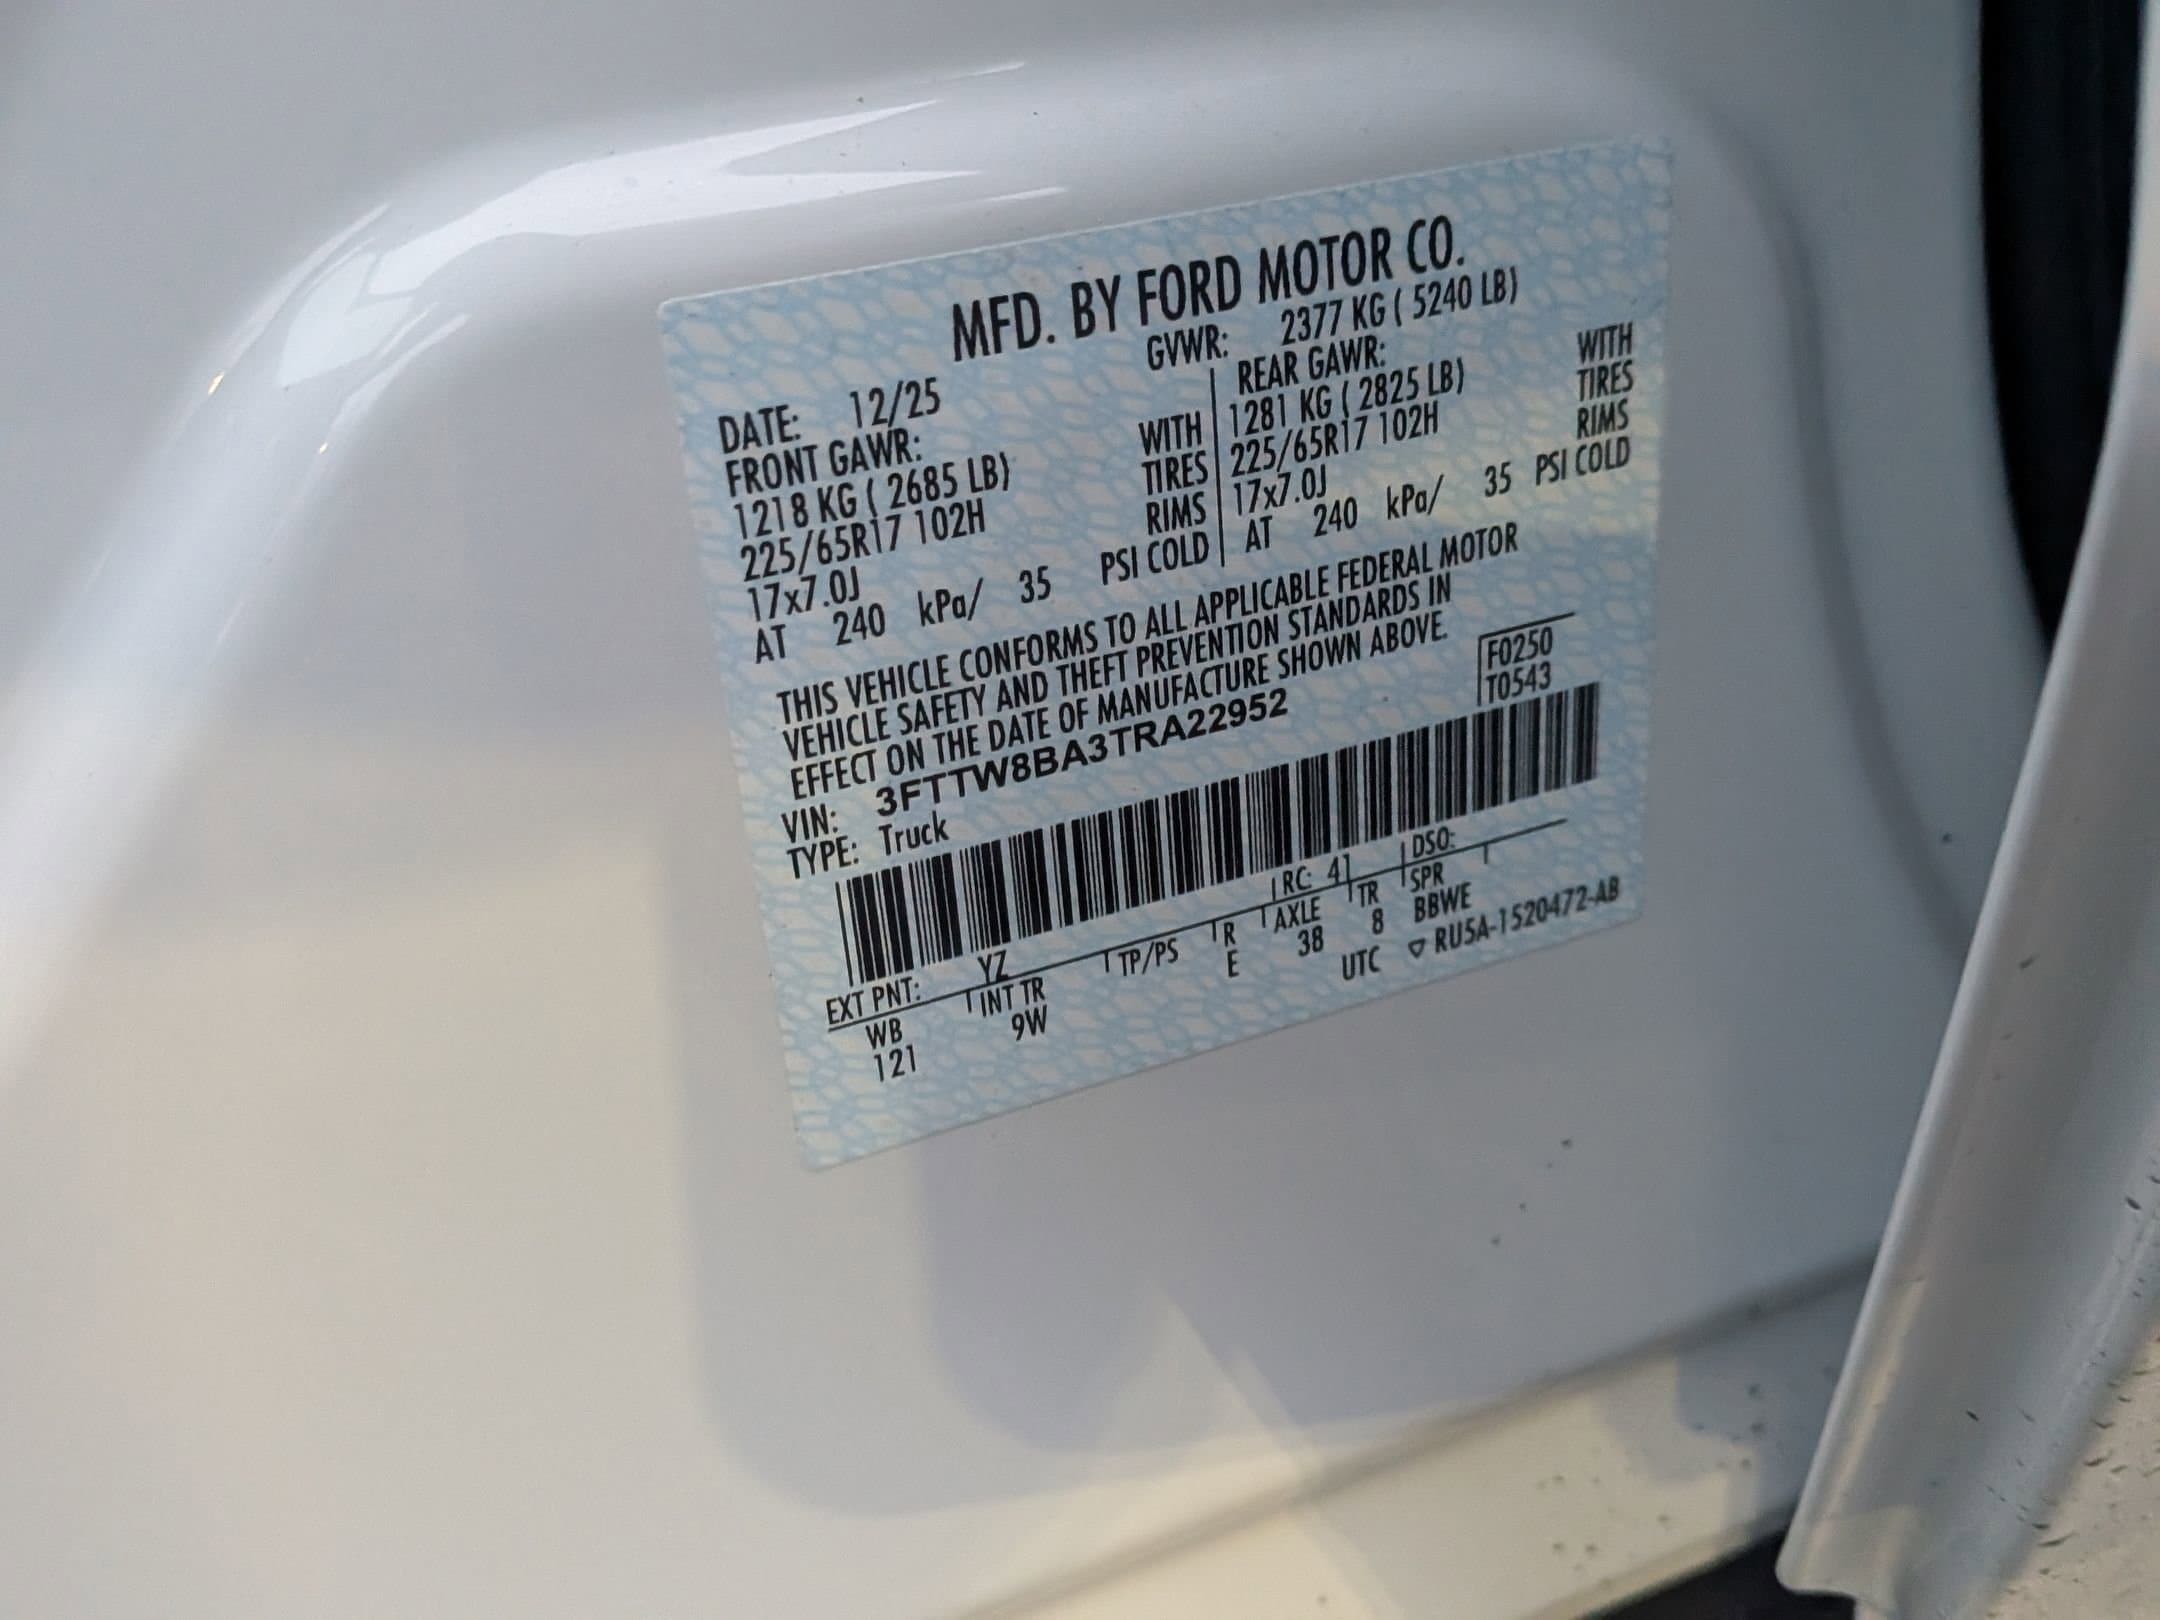 MFD. BY FORD MOTOR CO.
DATE: 12/25 GVWR: 2377 KG ( 5240 LB)
FRONT GAWR: REAR GAWR:
1218 KG ( 2685 LB) WITH 1281 KG ( 2825 LB) WITH
225/65R17 102H TIRES 225/65R17 102H TIRES
17x7.0J RIMS 17x7.0J RIMS
AT 240 kPa/ 35 PSI COLD AT 240 kPa/ 35 PSI COLD
THIS VEHICLE CONFORMS TO ALL APPLICABLE FEDERAL MOTOR
VEHICLE SAFETY AND THEFT PREVENTION STANDARDS IN
EFFECT ON THE DATE OF MANUFACTURE SHOWN ABOVE.
VIN: 3FTTW8BA3TRA22952 F0250
TYPE: Truck T0543
EXT PNT: YZ RC: 41 DSO:
WB INT TR TP/PS R AXLE TR SPR
121 9W E 38 8 BBWE
UTC ▽ RU5A-1520472-AB